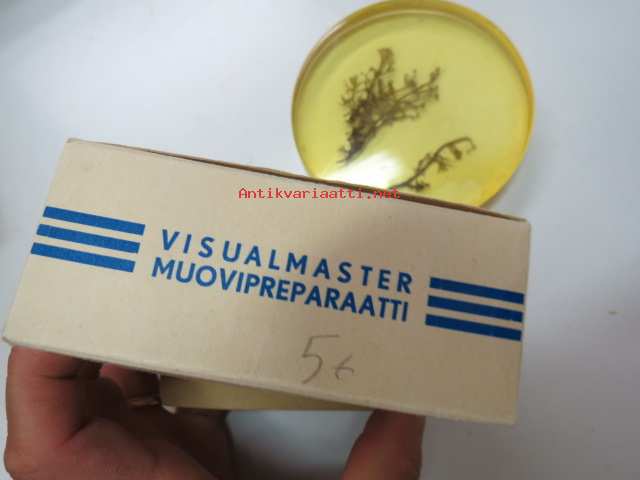 Antikvariaatti.net
VISUALMASTER
MUOVIPREPARAATTI
5€